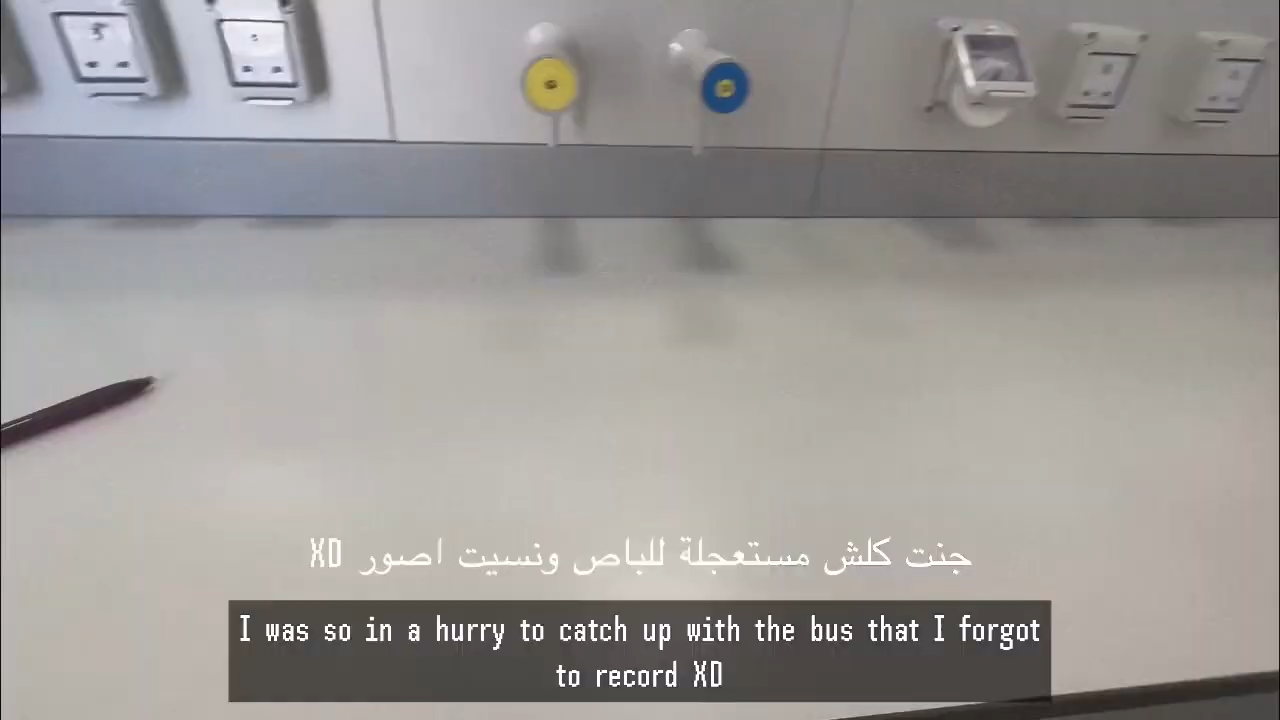 جنت كلش مستعجلة للباص ونسيت اصور XD
I was so in a hurry to catch up with the bus that I forgot
to record XD